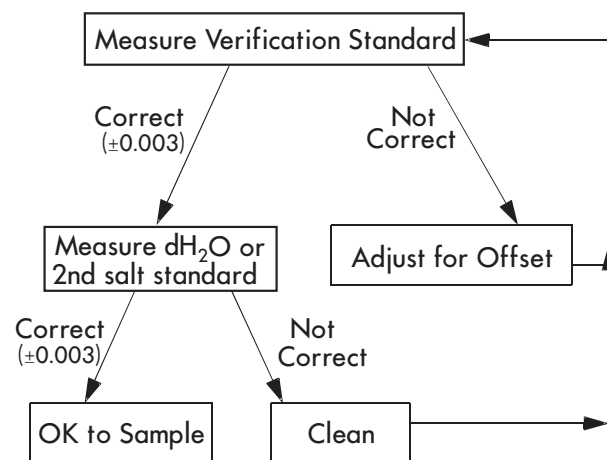 Measure Verification Standard
Correct
(±0.003)
Not
Correct
Measure dH₂O or
2nd salt standard
Adjust for Offset
Correct
(±0.003)
Not
Correct
OK to Sample
Clean